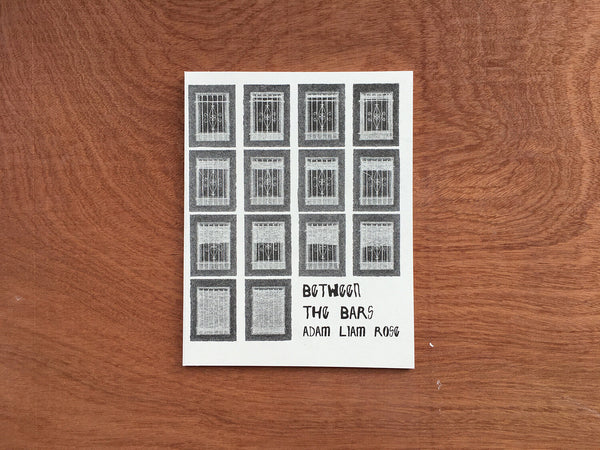 BETWEEN
THE BARS
ADAM LIAM ROSE